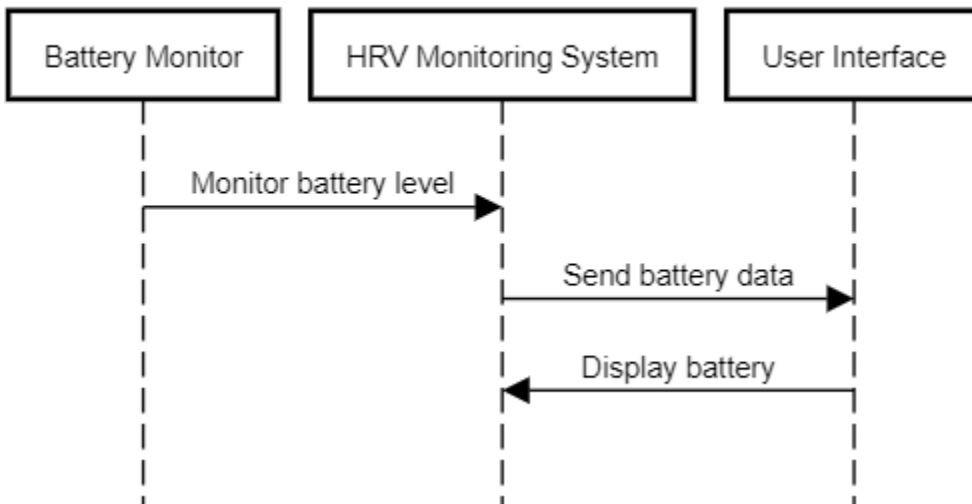 Battery Monitor
HRV Monitoring System
User Interface
Monitor battery level
Send battery data
Display battery